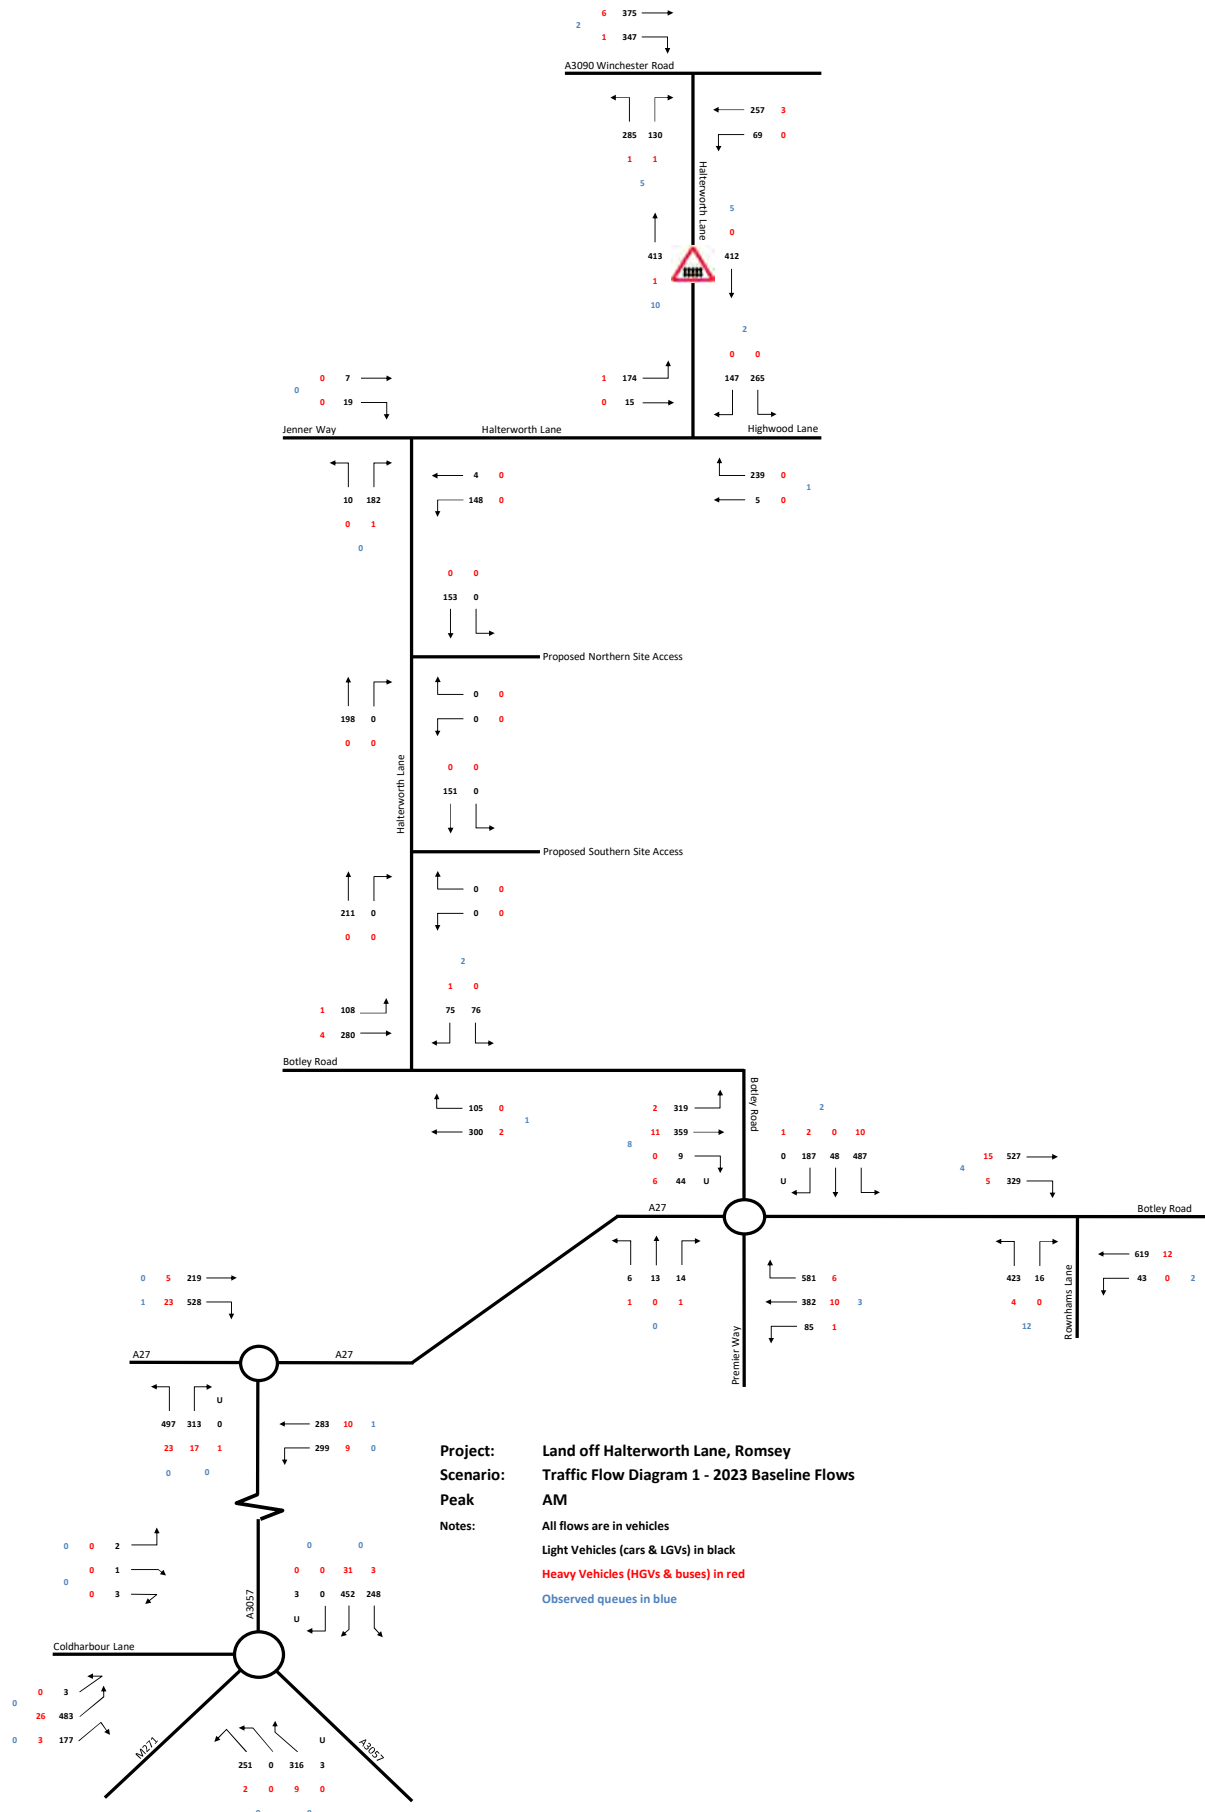 6 375
2
1 347
A3090 Winchester Road
257 3
285 130
69 0
1 1
Halterworth Lane
5
5
0
413
412
1
10
2
0 0
0 7
1 174
147 265
0
0 19
0 15
Jenner Way
Halterworth Lane
Highwood Lane
4 0
239 0
1
10 182
148 0
5 0
0 1
0
0 0
153 0
Proposed Northern Site Access
0 0
198 0
0 0
0 0
Halterworth Lane
0 0
151 0
Proposed Southern Site Access
0 0
211 0
0 0
0 0
2
1 0
1 108
75 76
4 280
Botley Road
Botley Road
105 0
1
300 2
2 319
2
11 359
1 2 0 10
8
0 9
0 187 48 487
6 44 U
U
15 527
4
5 329
A27
Botley Road
6 13 14
1 0 1
0
581 6
382 10 3
85 1
Premier Way
423 16
4 0
12
Rownhams Lane
619 12
43 0 2
0 5 219
1 23 528
A27
A27
U
497 313 0
23 17 1
0 0
283 10 1
299 9 0
Project: Land off Halterworth Lane, Romsey
Scenario: Traffic Flow Diagram 1 - 2023 Baseline Flows
Peak AM
Notes: All flows are in vehicles
Light Vehicles (cars & LGVs) in black
Heavy Vehicles (HGVs & buses) in red
Observed queues in blue
0 0 2
0 1
0
0 3
0 0
0 0 31 3
3 0 452 248
U
A3057
Coldharbour Lane
0 3
0
26 483
0 3 177
M271
A3057
U
251 0 316 3
2 0 9 0